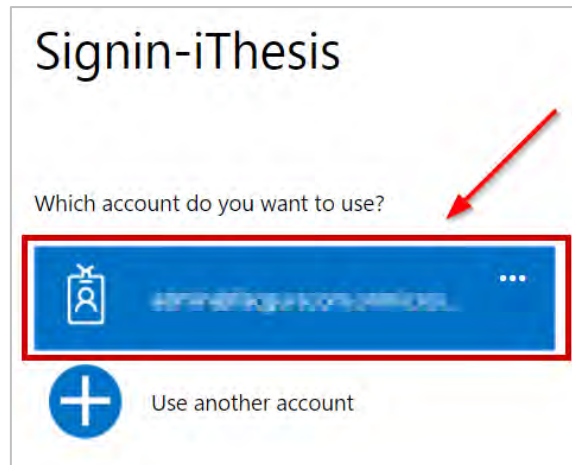 Signin-iThesis
Which account do you want to use?
Use another account